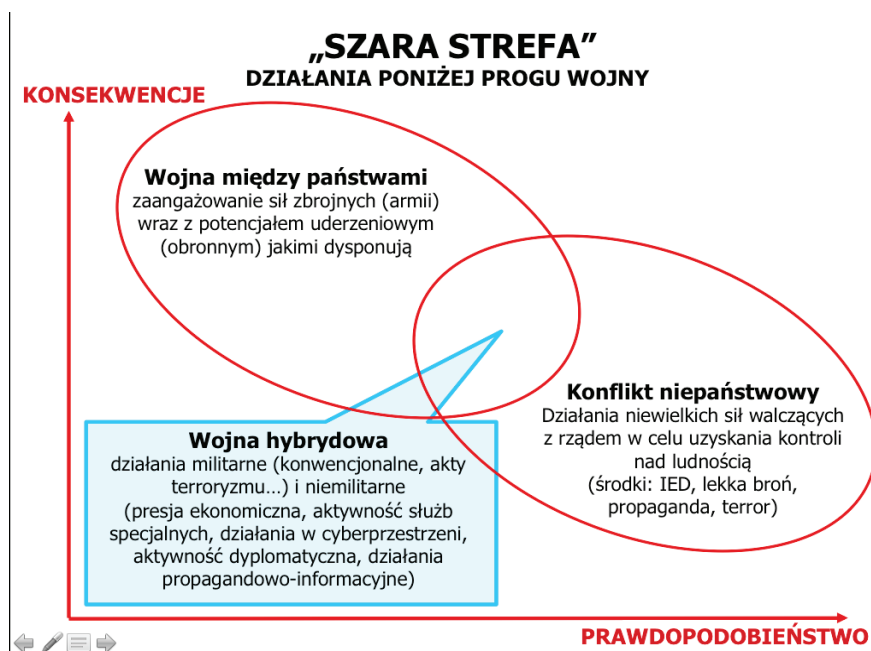 „SZARA STREFA”
DZIAŁANIA PONIŻEJ PROGU WOJNY
KONSEKWENCJE
Wojna między państwami
zaangażowanie sił zbrojnych (armii)
wraz z potencjałem uderzeniowym
(obronnym) jakimi dysponują
Konflikt niepaństwowy
Działania niewielkich sił walczących
z rządem w celu uzyskania kontroli
nad ludnością
(środki: IED, lekka broń,
propaganda, terror)
Wojna hybrydowa
działania militarne (konwencjonalne, akty
terroryzmu...) i niemilitarne
(presja ekonomiczna, aktywność służb
specjalnych, działania w cyberprzestrzeni,
aktywność dyplomatyczna, działania
propagandowo-informacyjne)
PRAWDOPODOBIEŃSTWO